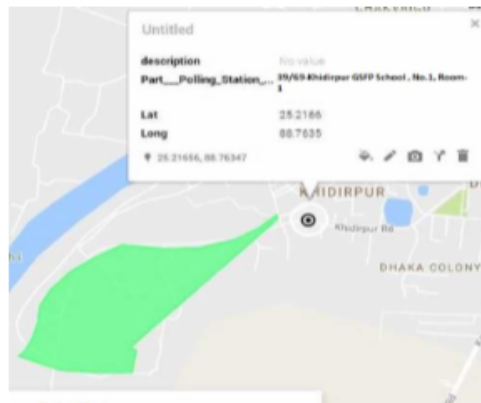 Untitled
description No value
Part___Polling_Station_... 39/69-Khidirpur GSFP School , No.1, Room-
1
Lat 25.2166
Long 88.7635
25.21656, 88.76347
KHIDIRPUR
Khidirpur Rd
DHAKA COLONY